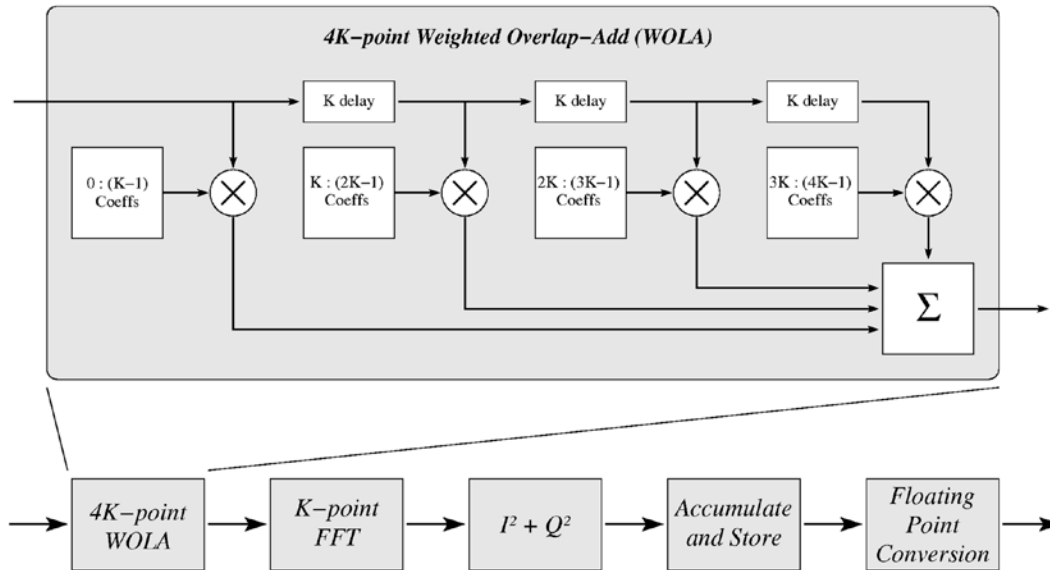 4K−point Weighted Overlap−Add (WOLA)
K delay
K delay
K delay
0 : (K−1)
Coeffs
K : (2K−1)
Coeffs
2K : (3K−1)
Coeffs
3K : (4K−1)
Coeffs
Σ
4K−point
WOLA
K−point
FFT
I² + Q²
Accumulate
and Store
Floating
Point
Conversion